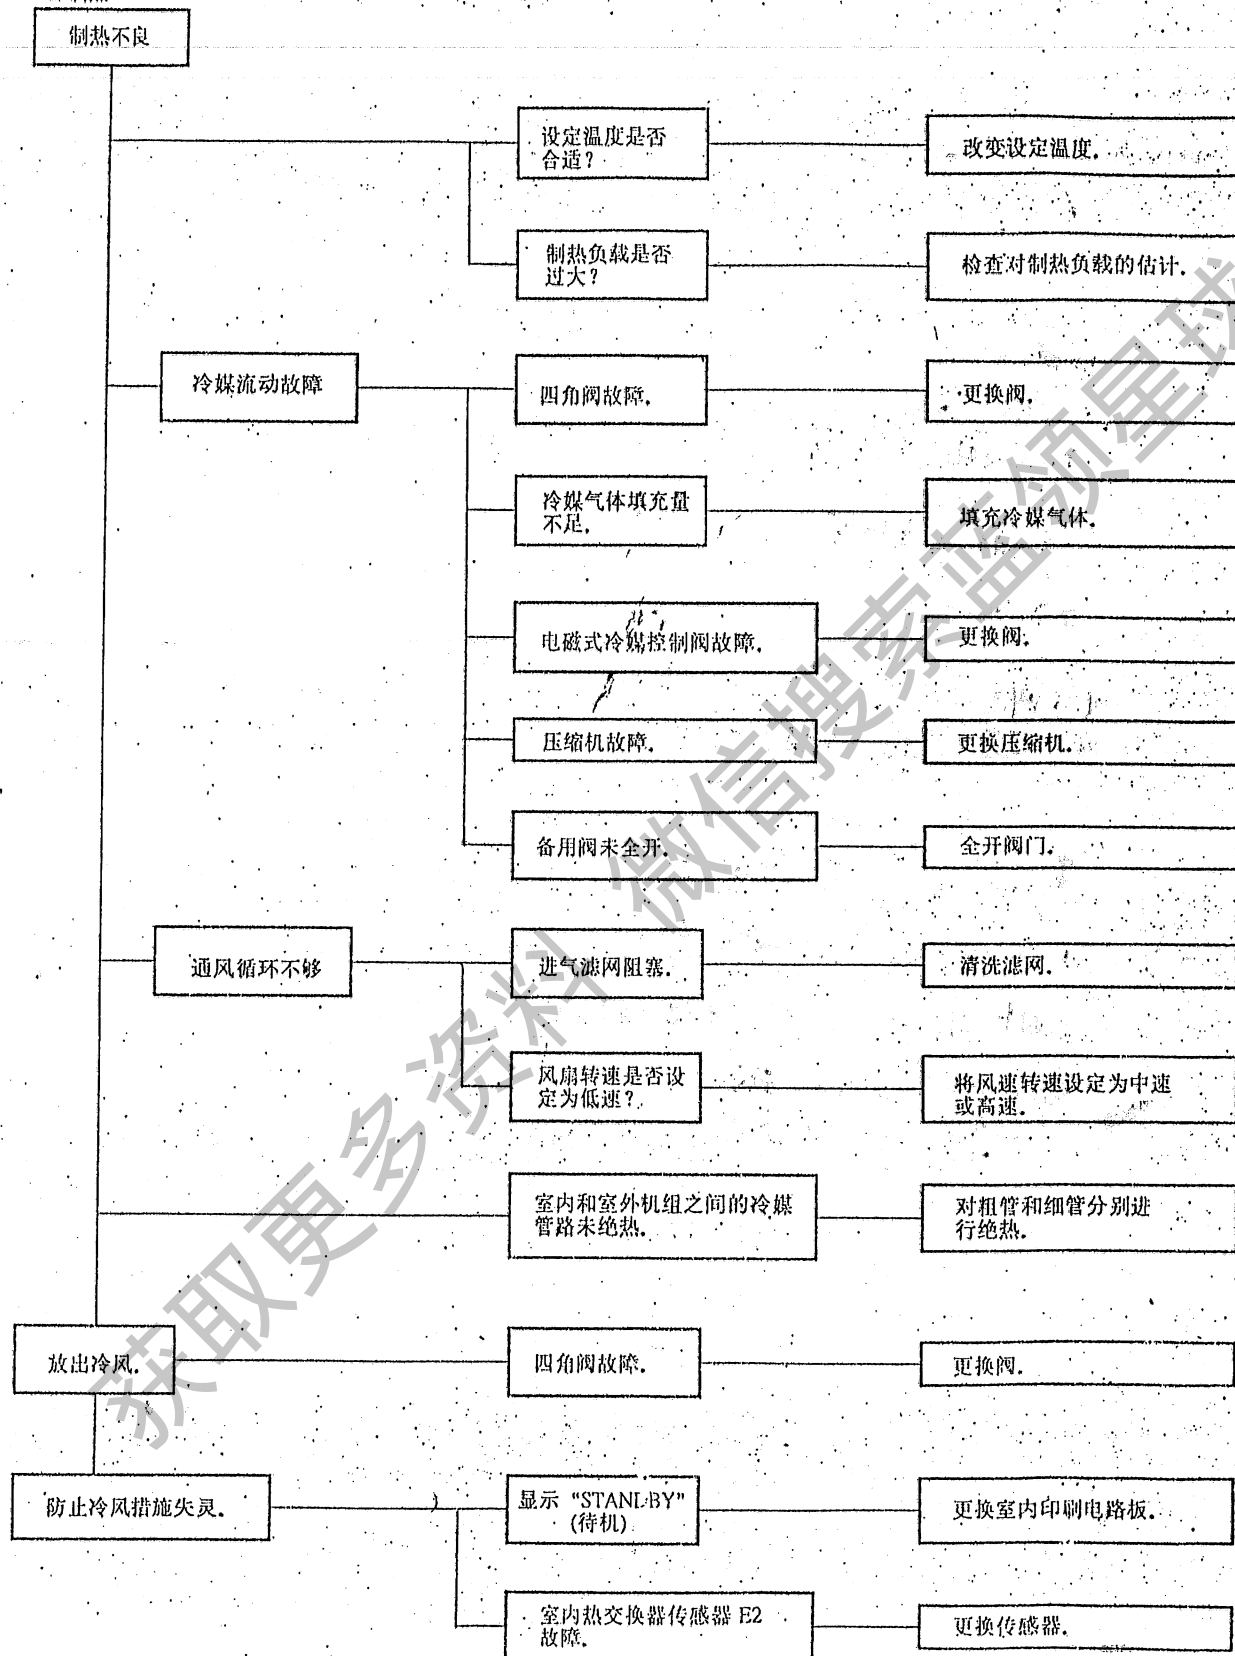 制热不良
设定温度是否
合适?
改变设定温度.
制热负载是否
过大?
检查对制热负载的估计.
冷媒流动故障
四角阀故障.
更换阀.
冷媒气体填充量
不足.
填充冷媒气体.
电磁式冷媒控制阀故障.
更换阀.
压缩机故障.
更换压缩机.
备用阀未全开.
全开阀门.
通风循环不够
进气滤网阻塞.
清洗滤网.
风扇转速是否设
定为低速?
将风速转速设定为中速
或高速.
室内和室外机组之间的冷媒
管路未绝热.
对粗管和细管分别进
行绝热.
放出冷风.
四角阀故障.
更换阀.
防止冷风措施失灵.
显示 "STANLBY"
(待机)
更换室内印刷电路板.
室内热交换器传感器 E2
故障.
更换传感器.
获取更多资料 微信搜索蓝领星球